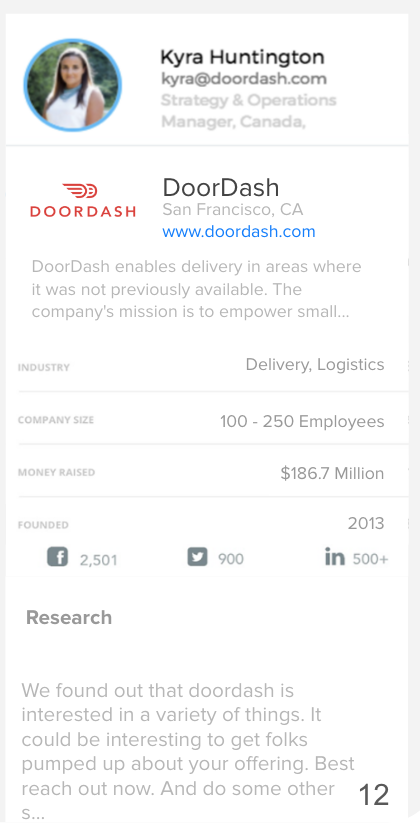 Kyra Huntington
kyra@doordash.com
Strategy & Operations
Manager, Canada,
DOORDASH
DoorDash
San Francisco, CA
www.doordash.com
DoorDash enables delivery in areas where
it was not previously available. The
company's mission is to empower small...
INDUSTRY Delivery, Logistics
COMPANY SIZE 100 - 250 Employees
MONEY RAISED $186.7 Million
FOUNDED 2013
2,501 900 in 500+
Research
We found out that doordash is
interested in a variety of things. It
could be interesting to get folks
pumped up about your offering. Best
reach out now. And do some other
s...
12